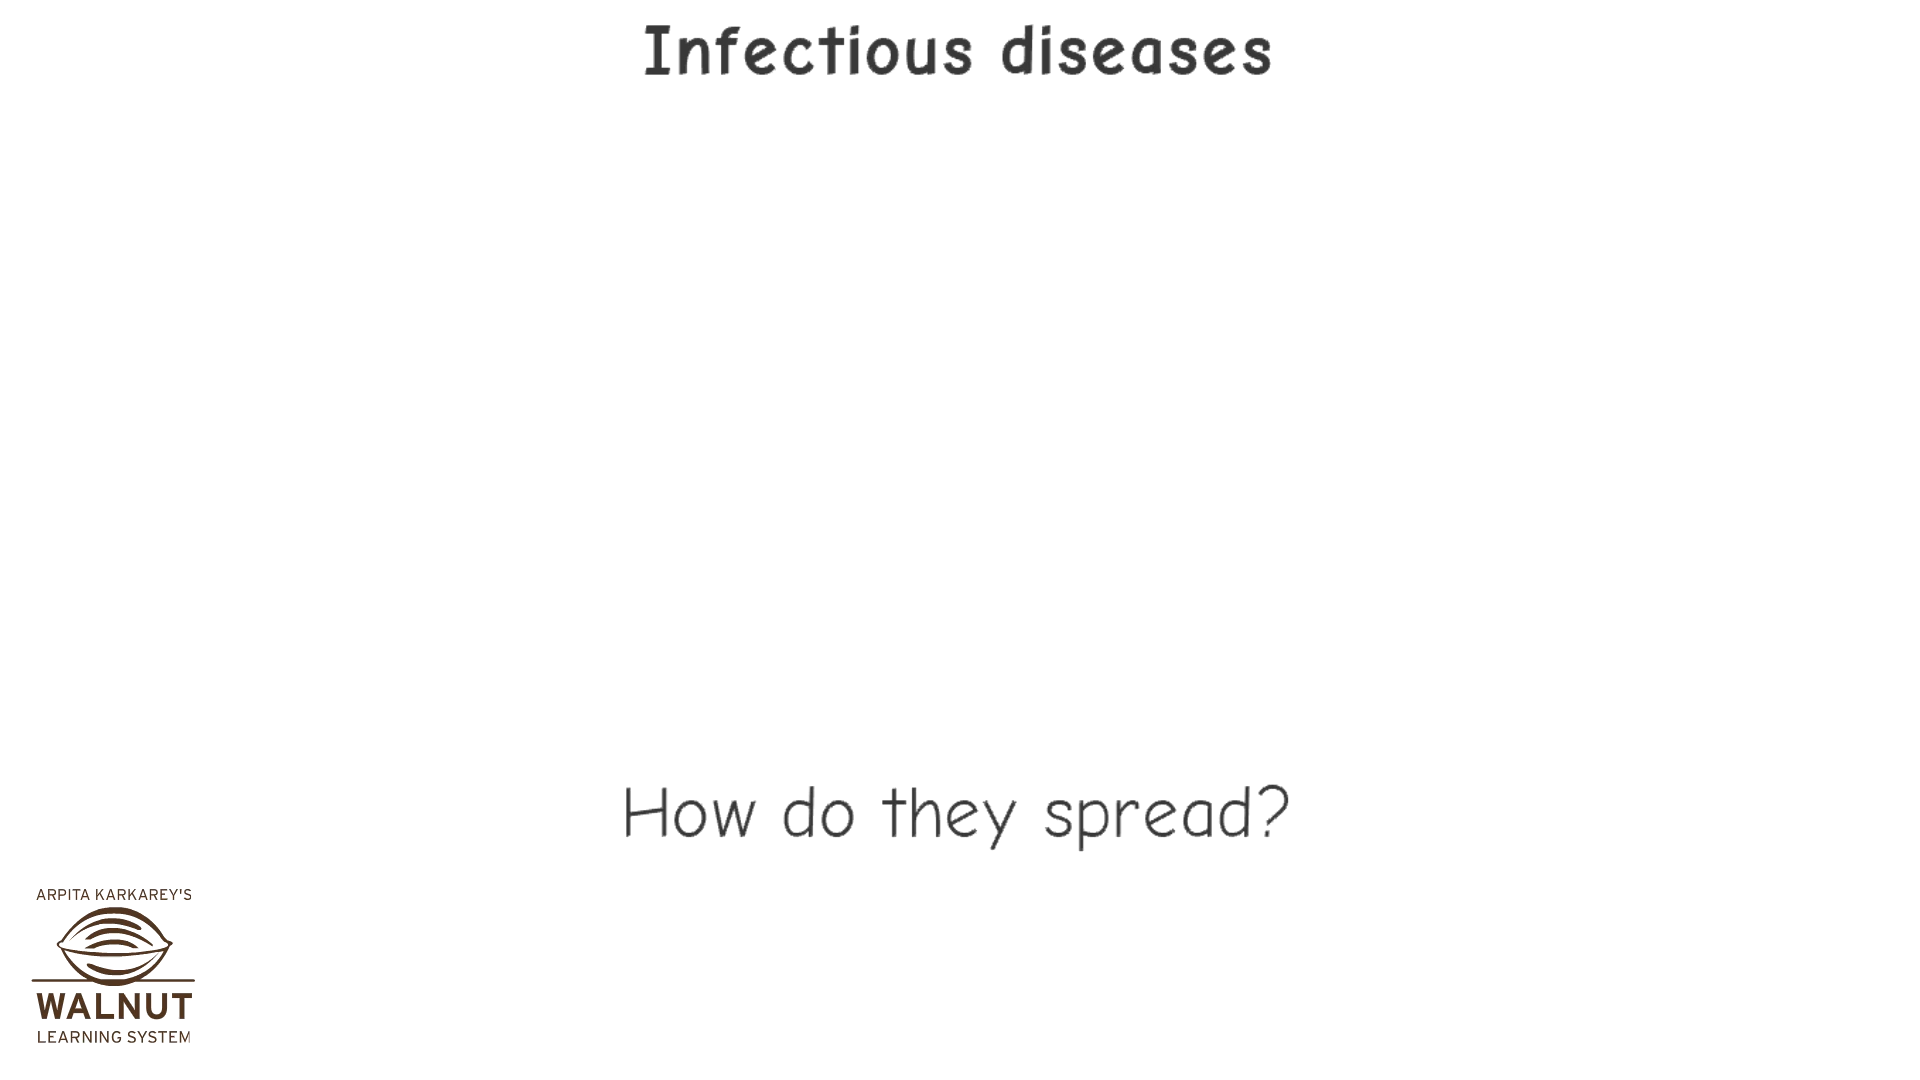 Infectious diseases
How do they spread?
ARPITA KARKAREY'S
WALNUT
LEARNING SYSTEM